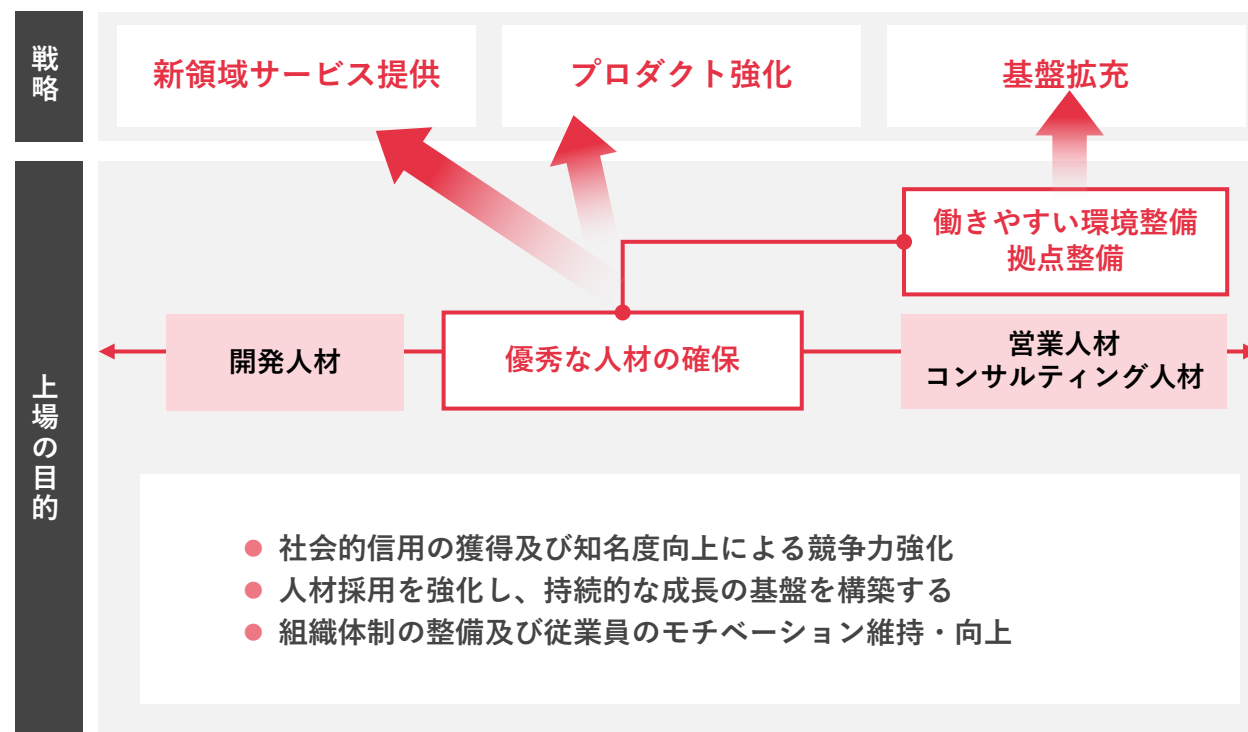 戦略
新領域サービス提供
プロダクト強化
基盤拡充
上場の目的
働きやすい環境整備
拠点整備
開発人材
優秀な人材の確保
営業人材
コンサルティング人材
● 社会的信用の獲得及び知名度向上による競争力強化
● 人材採用を強化し、持続的な成長の基盤を構築する
● 組織体制の整備及び従業員のモチベーション維持・向上